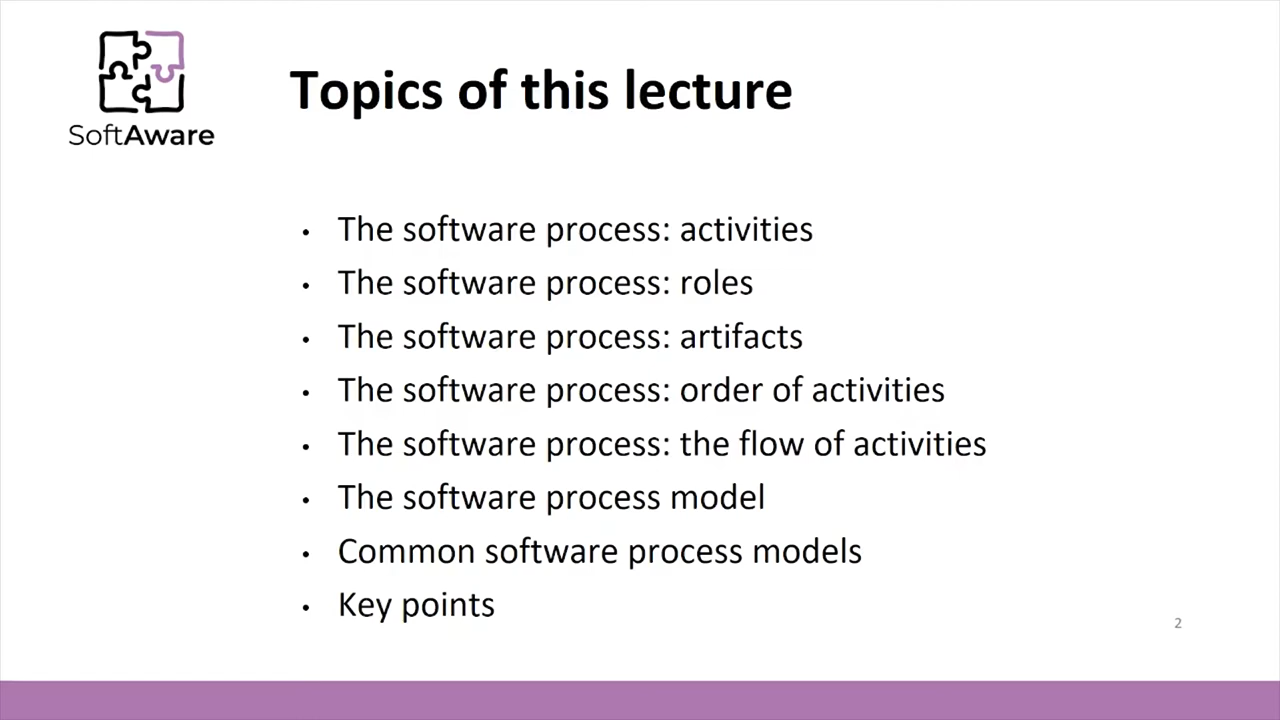 SoftAware
Topics of this lecture
• The software process: activities
• The software process: roles
• The software process: artifacts
• The software process: order of activities
• The software process: the flow of activities
• The software process model
• Common software process models
• Key points
2